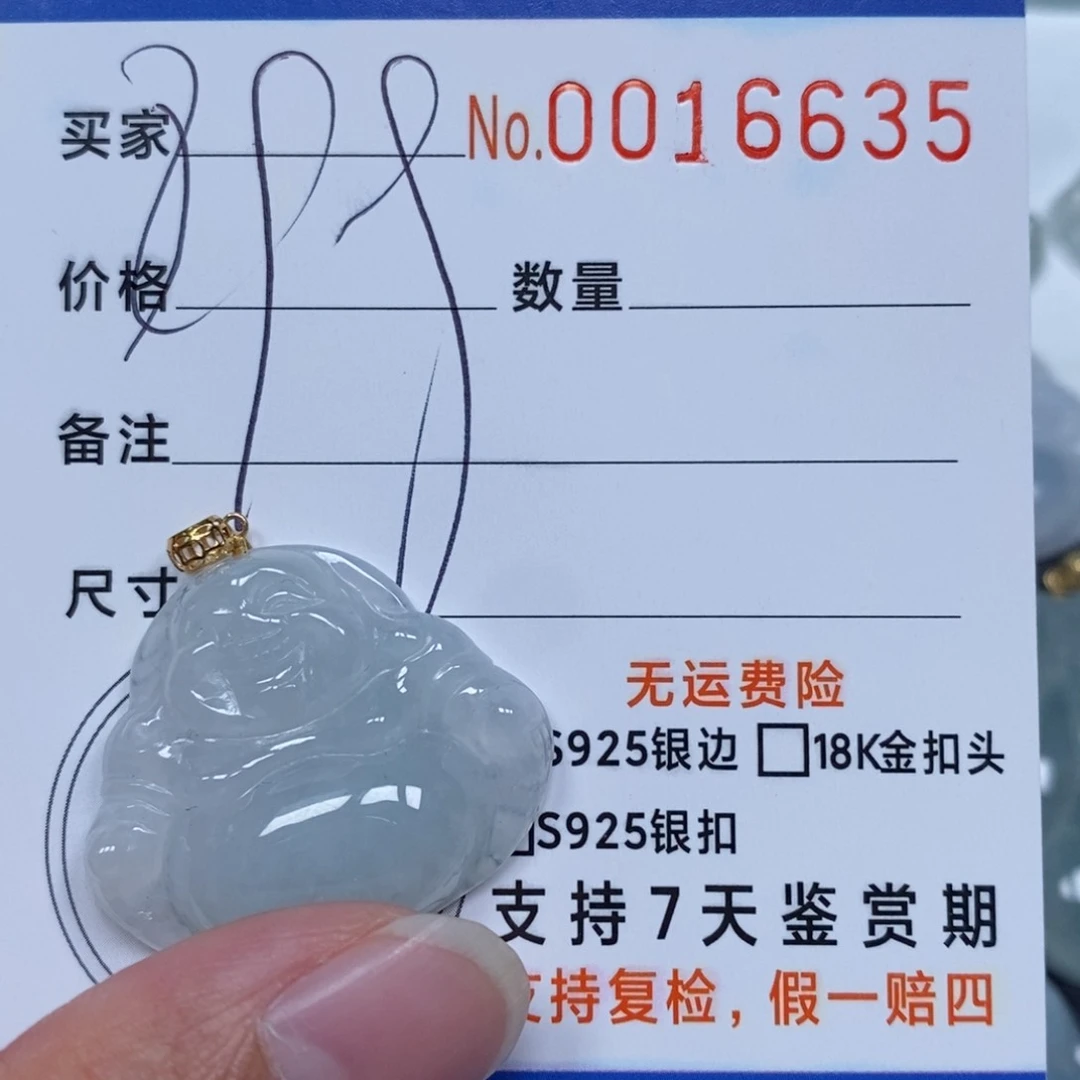 买家 No.0016635
价格 数量
备注
尺寸
无运费险
S925银边 18K金扣头
S925银扣
支持7天鉴赏期
支持复检，假一赔四